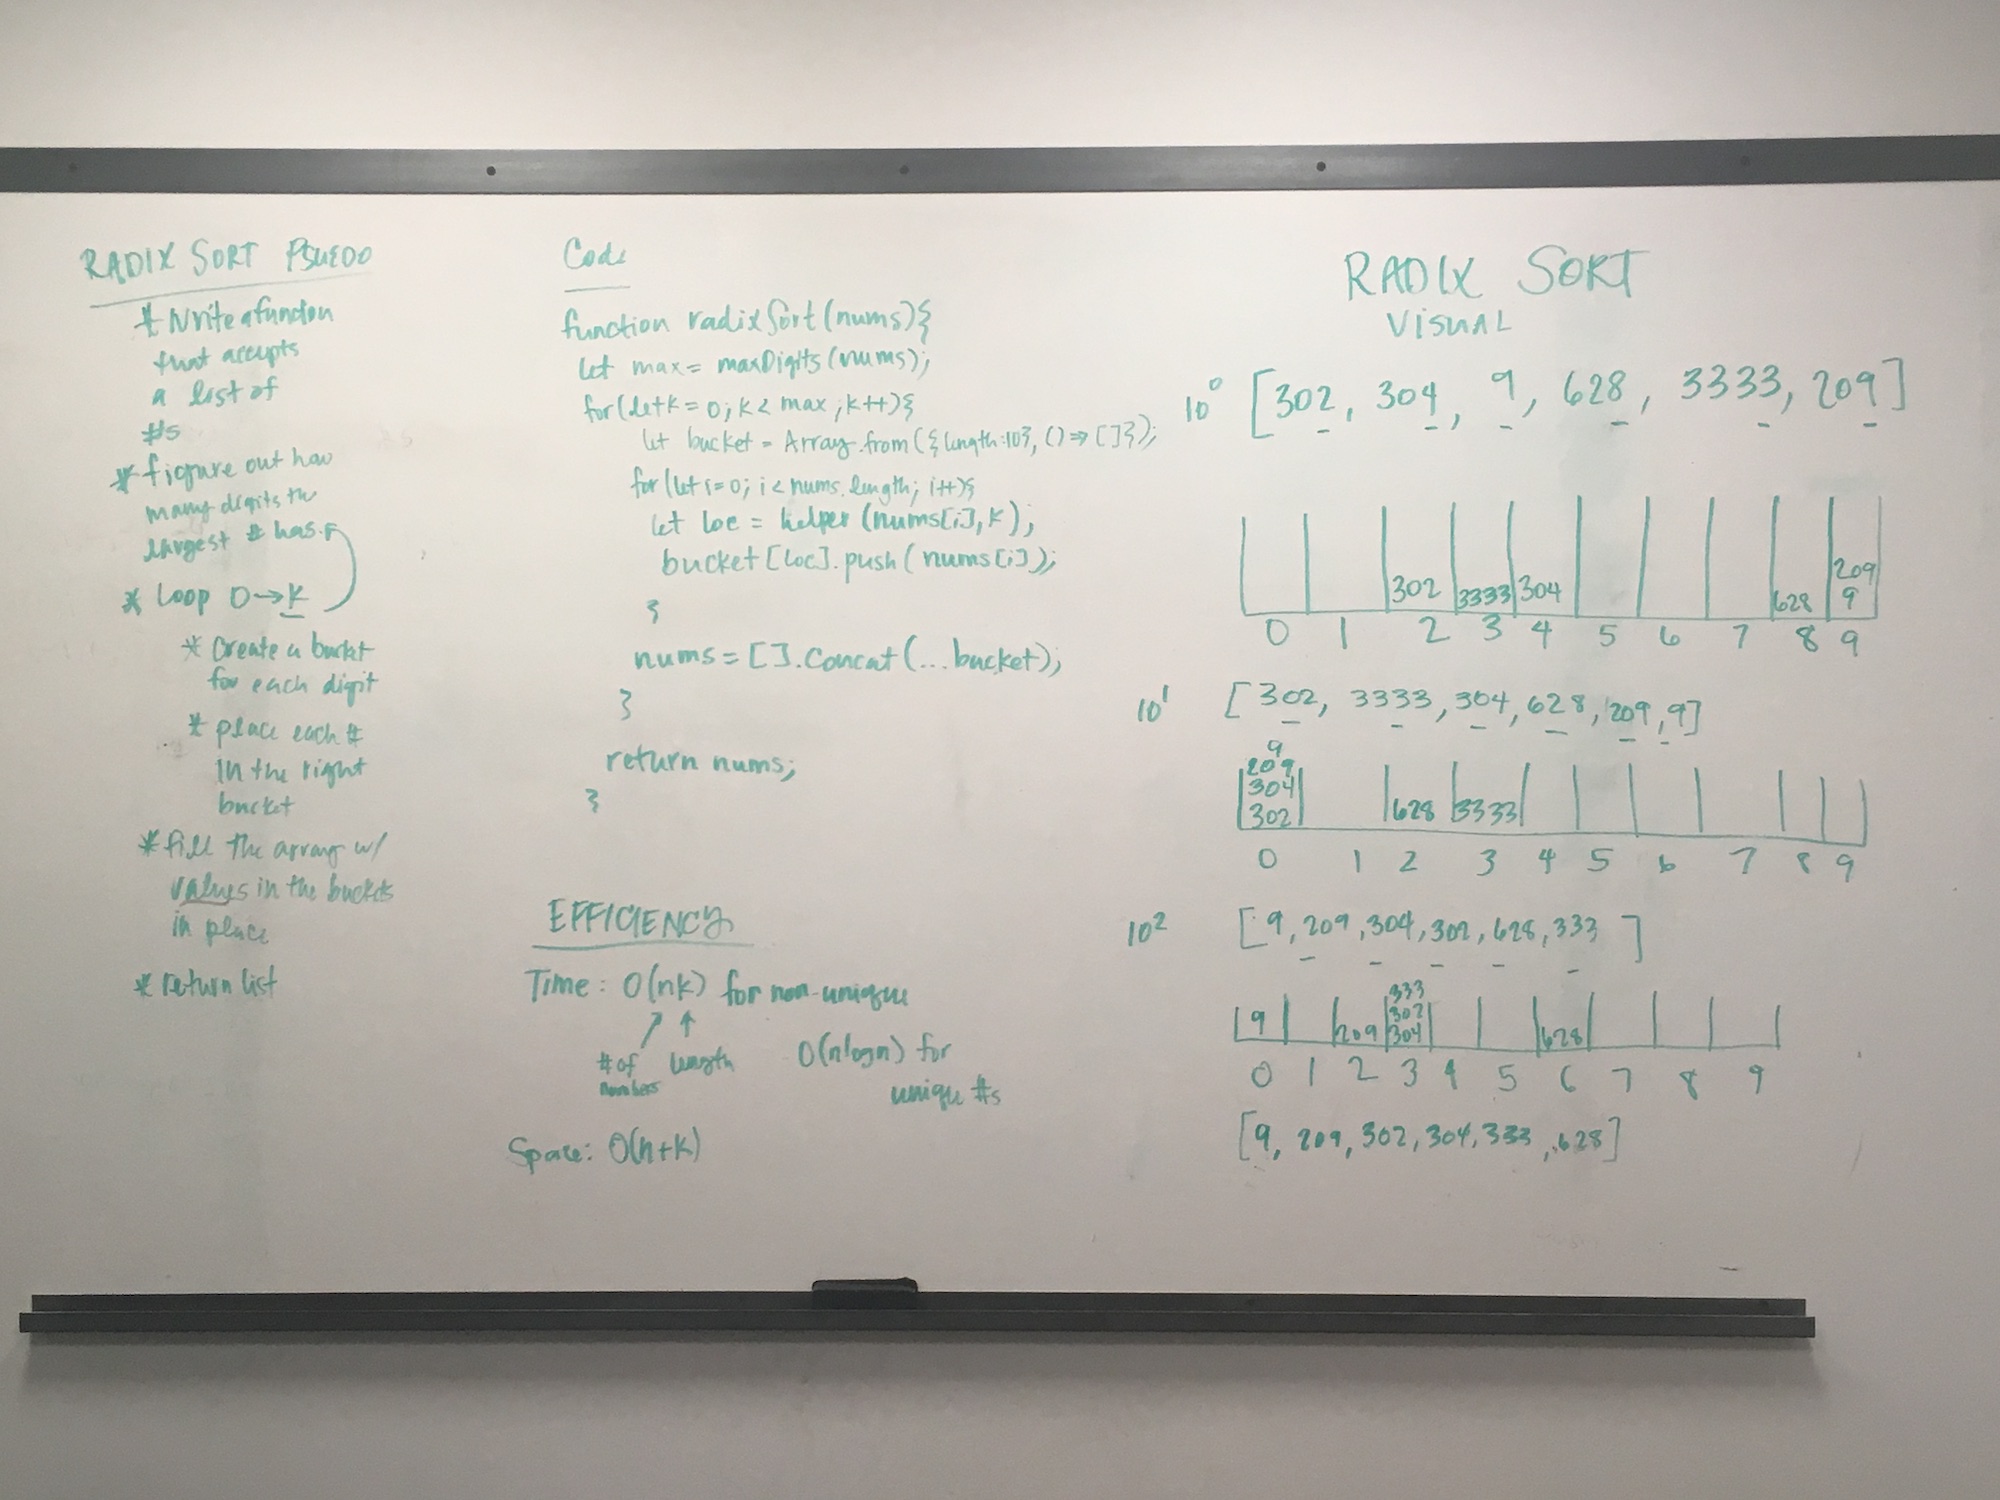 RADIX SORT PSUEDO
* Write a function
that accepts
a list of
#s
* figure out how
many digits the
largest # has.
* Loop 0→K
* Create a bucket
for each digit
* place each #
in the right
bucket
* fill the array w/
values in the buckets
in place
* return list
Code
function radixSort(nums){
let max = maxDigits(nums);
for(let k = 0; k < max; k++){
let bucket = Array.from({length:10}, () => []});
for(let i=0; i < nums.length; i++){
let loc = helper(nums[i], k);
bucket[loc].push(nums[i]);
}
nums = [].concat(...bucket);
}
return nums;
}
EFFICIENCY
Time: O(nk) for non-unique
# of numbers
length
O(nlogn) for
unique #s
Space: O(n+k)
RADIX SORT
VISUAL
10⁰ [302, 304, 9, 628, 3333, 209]
209
302 3333 304 628 9
0 1 2 3 4 5 6 7 8 9
10¹ [302, 3333, 304, 628, 209, 9]
9
209
304
302 628 3333
0 1 2 3 4 5 6 7 8 9
10² [9, 209, 304, 302, 628, 333 ]
333
302
9 209 304 628
0 1 2 3 4 5 6 7 8 9
[9, 209, 302, 304, 333, 628]